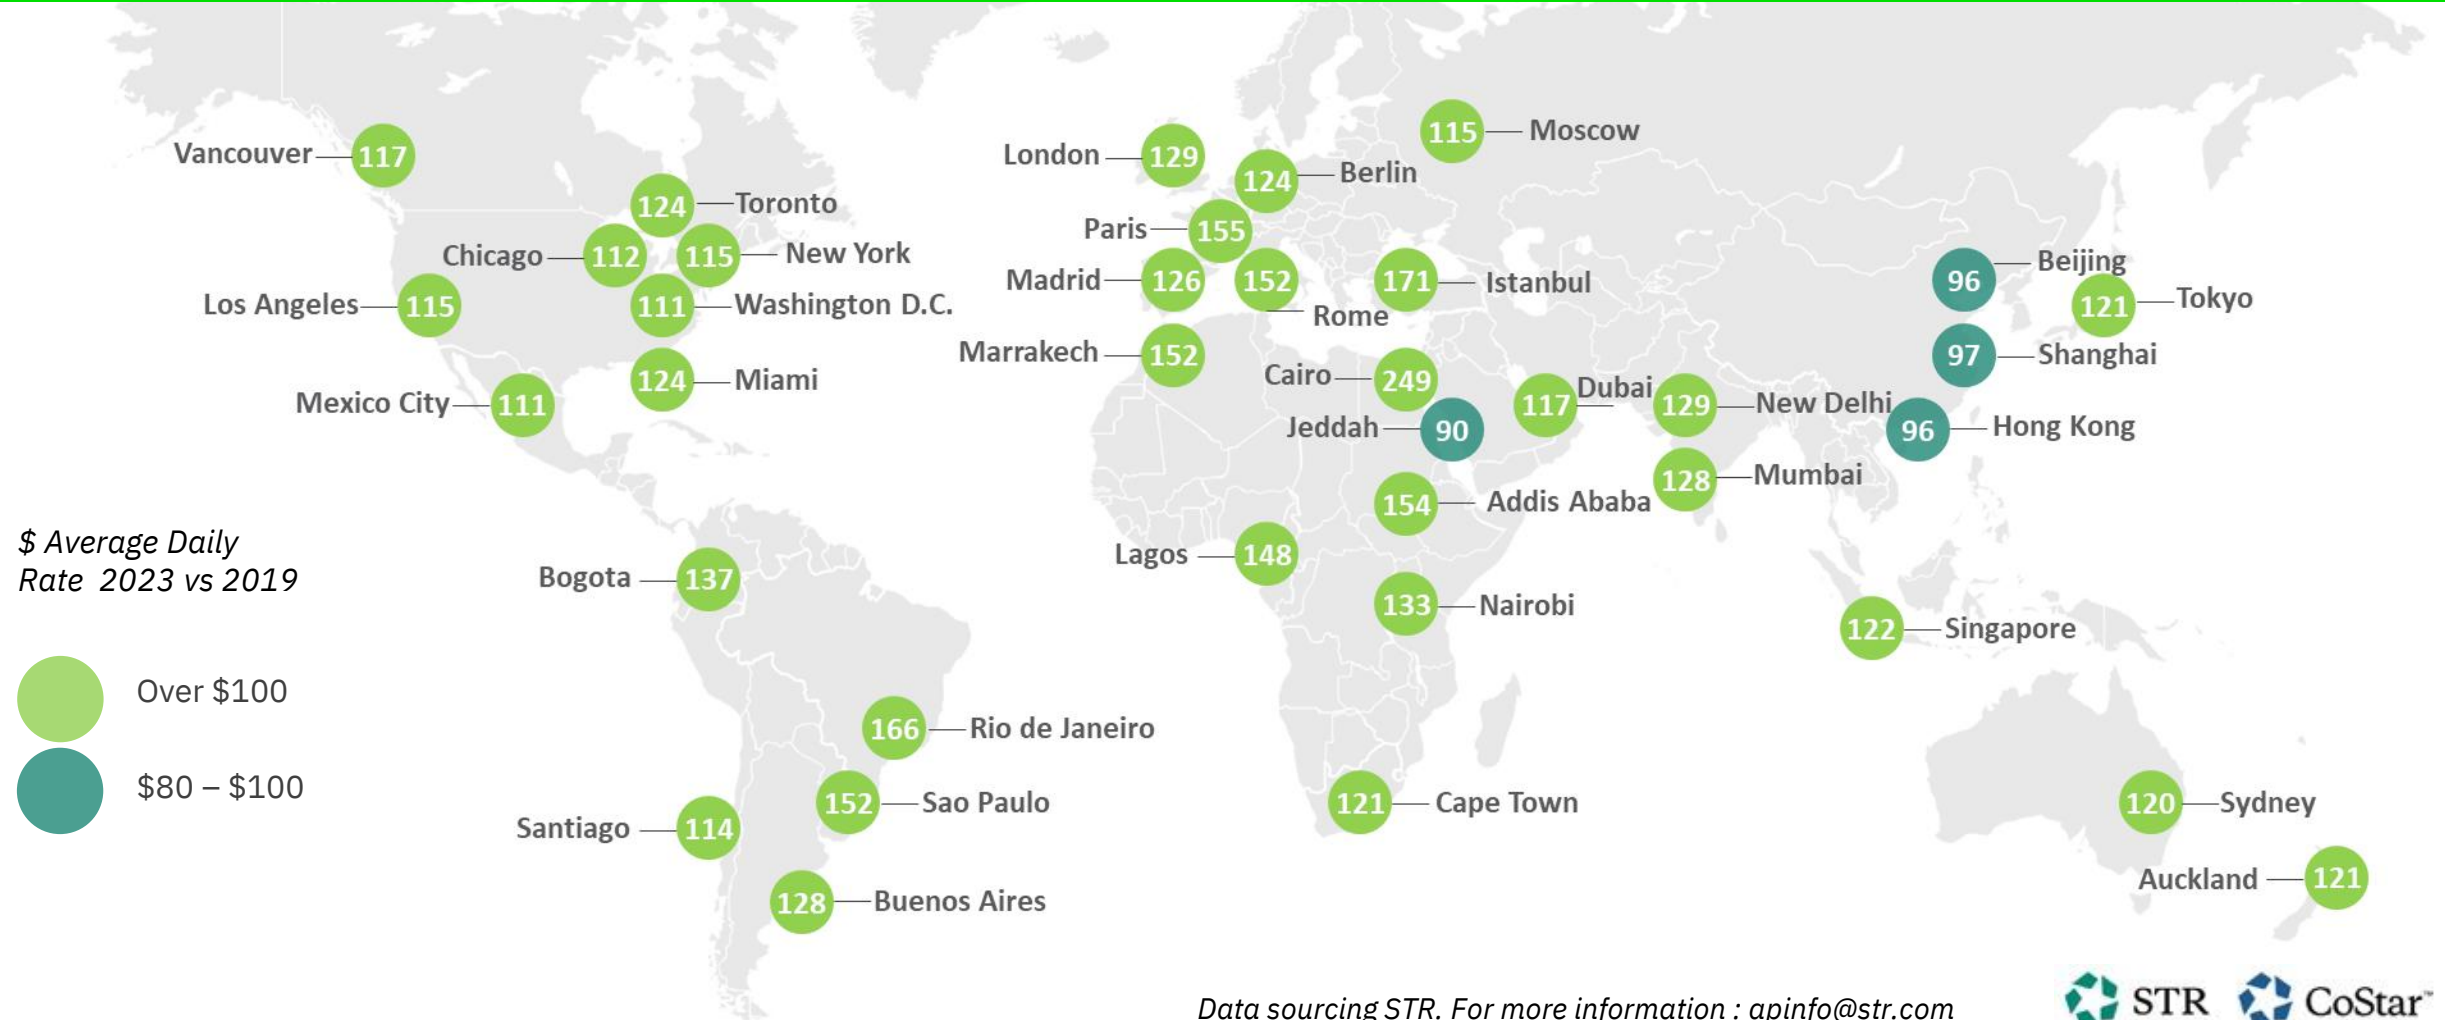 115 Moscow
Vancouver 117
London 129
124 Berlin
124 Toronto
Paris 155
Chicago 112
115 New York
Madrid 126
152
Rome
171 Istanbul
96 Beijing
121 Tokyo
Los Angeles 115
111 Washington D.C.
Marrakech 152
97 Shanghai
124 Miami
Cairo 249
Mexico City 111
117 Dubai
129 New Delhi
Jeddah 90
96 Hong Kong
128 Mumbai
154 Addis Ababa
$ Average Daily
Rate 2023 vs 2019
Lagos 148
Bogota 137
133 Nairobi
122 Singapore
Over $100
166 Rio de Janeiro
$80 – $100
152 Sao Paulo
121 Cape Town
120 Sydney
Santiago 114
Auckland 121
128 Buenos Aires
Data sourcing STR. For more information : apinfo@str.com
STR CoStar™